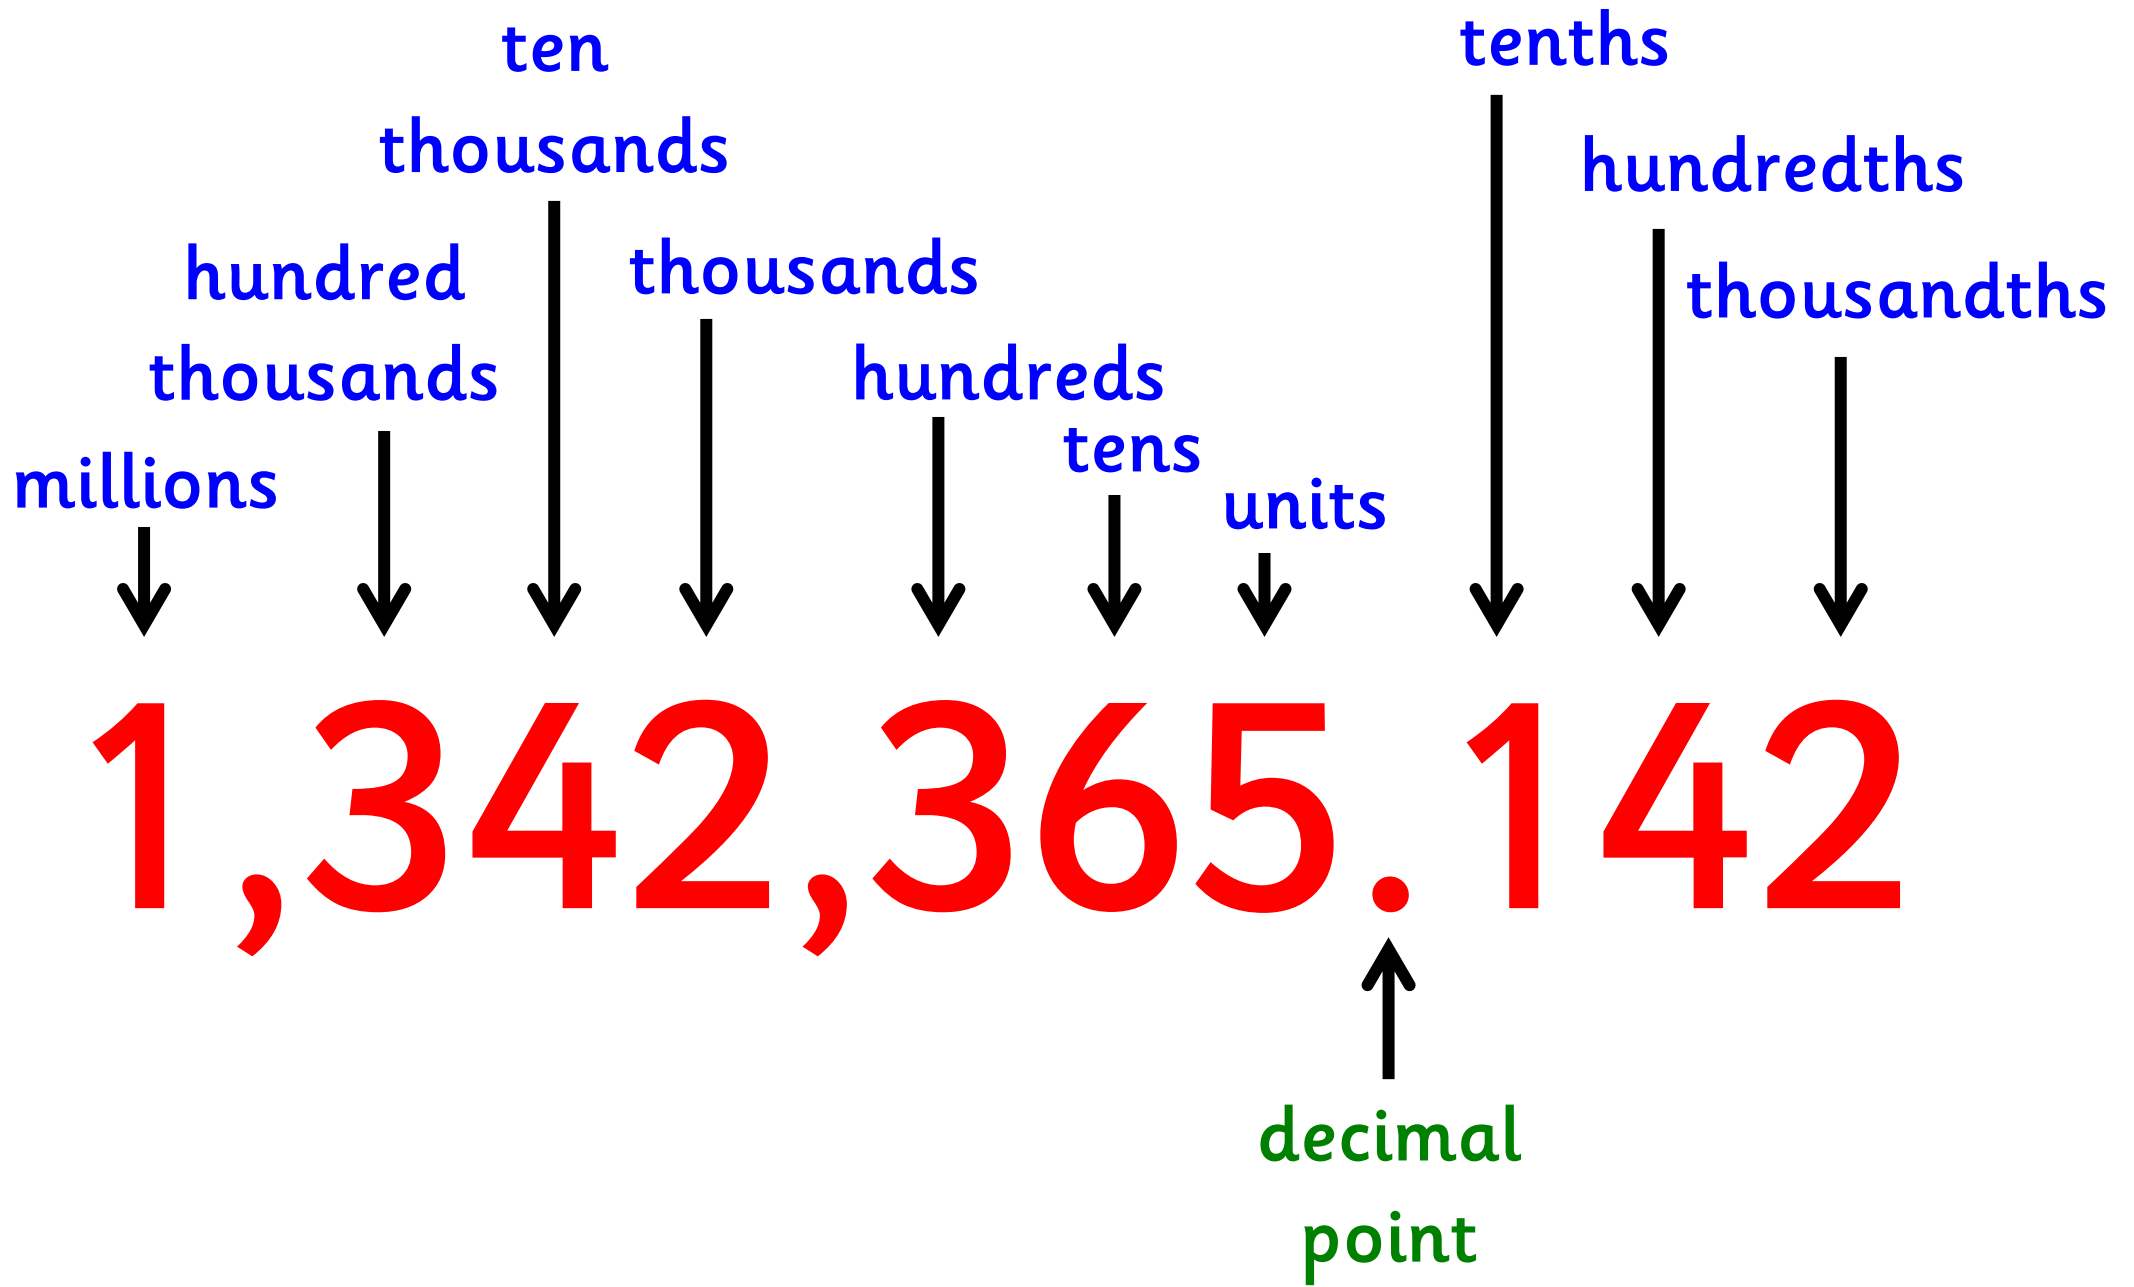 ten
thousands
tenths
hundredths
hundred
thousands
thousands
thousandths
hundreds
tens
millions
units
1,342,365.142
decimal
point